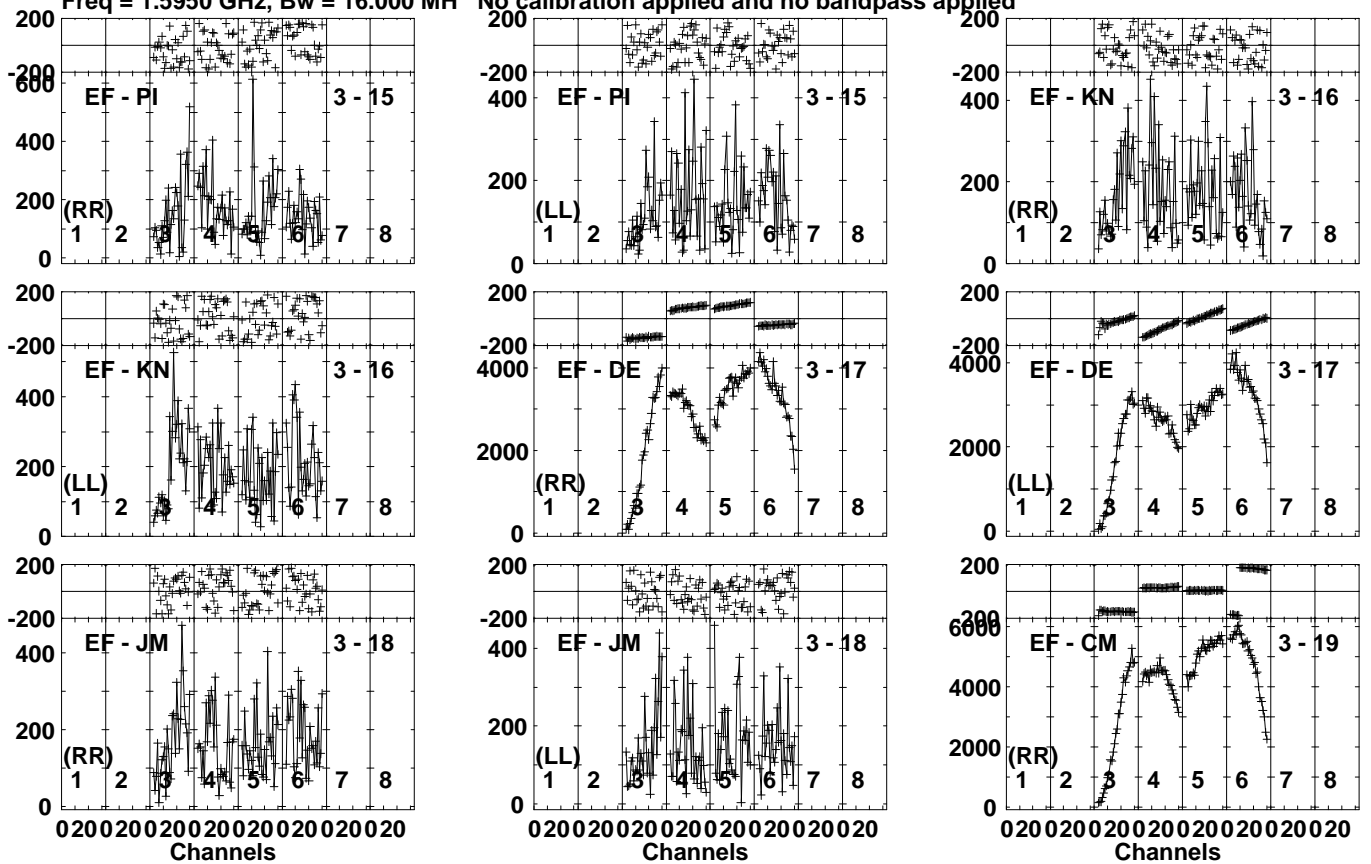 Freq = 1.5950 GHz, Bw = 16.000 MH No calibration applied and no bandpass applied
200
-200
600
400
200
0
EF - PI 3 - 15
(RR)
1 2 3 4 5 6 7 8
200
-200
400
200
0
EF - PI 3 - 15
(LL)
1 2 3 4 5 6 7 8
200
-200
400
200
0
EF - KN 3 - 16
(RR)
1 2 3 4 5 6 7 8
200
-200
400
200
0
EF - KN 3 - 16
(LL)
1 2 3 4 5 6 7 8
200
-200
4000
2000
0
EF - DE 3 - 17
(RR)
1 2 3 4 5 6 7 8
200
-200
4000
2000
0
EF - DE 3 - 17
(LL)
1 2 3 4 5 6 7 8
200
-200
400
200
0
EF - JM 3 - 18
(RR)
1 2 3 4 5 6 7 8
0 20 0 20 0 20 0 20 0 20 0 20 0 20 0 20
Channels
200
-200
400
200
0
EF - JM 3 - 18
(LL)
1 2 3 4 5 6 7 8
0 20 0 20 0 20 0 20 0 20 0 20 0 20 0 20
Channels
200
-200
6000
4000
2000
0
EF - CM 3 - 19
(RR)
1 2 3 4 5 6 7 8
0 20 0 20 0 20 0 20 0 20 0 20 0 20 0 20
Channels